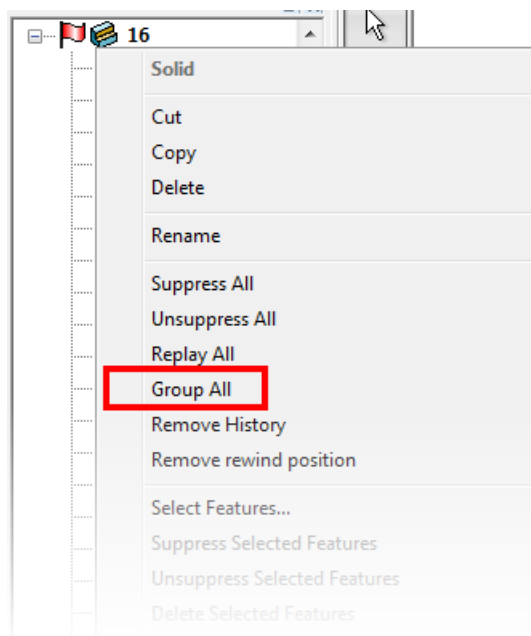 16
Solid
Cut
Copy
Delete
Rename
Suppress All
Unsuppress All
Replay All
Group All
Remove History
Remove rewind position
Select Features...
Suppress Selected Features
Unsuppress Selected Features
Delete Selected Features